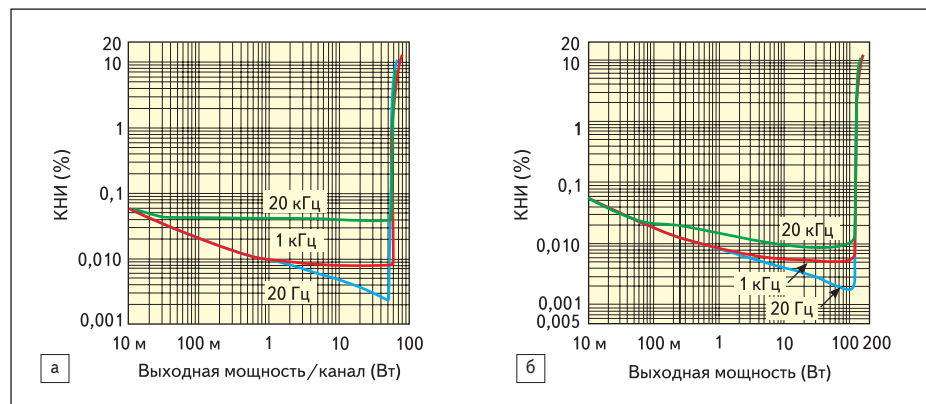 20
10
1
0,1
0,010
0,001
КНИ (%)
20 кГц
1 кГц
20 Гц
10 м 100 м 1 10 100
Выходная мощность/канал (Вт)
а
20
10
1
0,1
0,010
0,001
0,005
КНИ (%)
20 кГц
1 кГц
20 Гц
10 м 100 м 1 10 100 200
Выходная мощность (Вт)
б